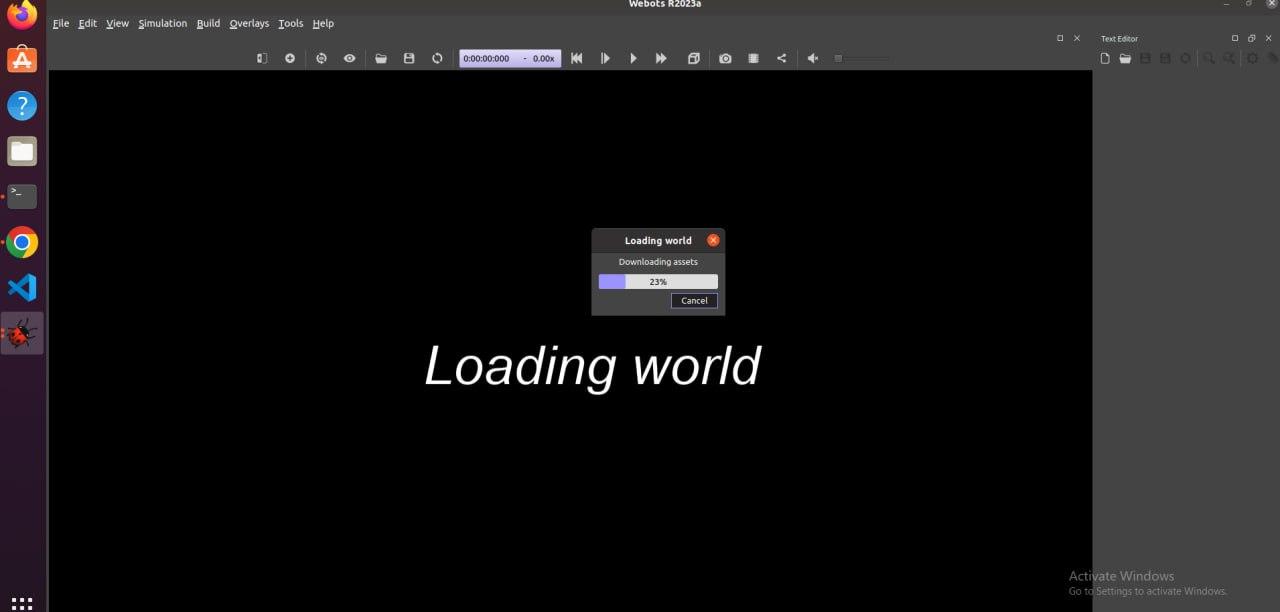 Webots R2023a
File Edit View Simulation Build Overlays Tools Help
Text Editor
0:00:00:000 - 0.00x
Loading world
Downloading assets
23%
Cancel
Loading world
Activate Windows
Go to Settings to activate Windows.